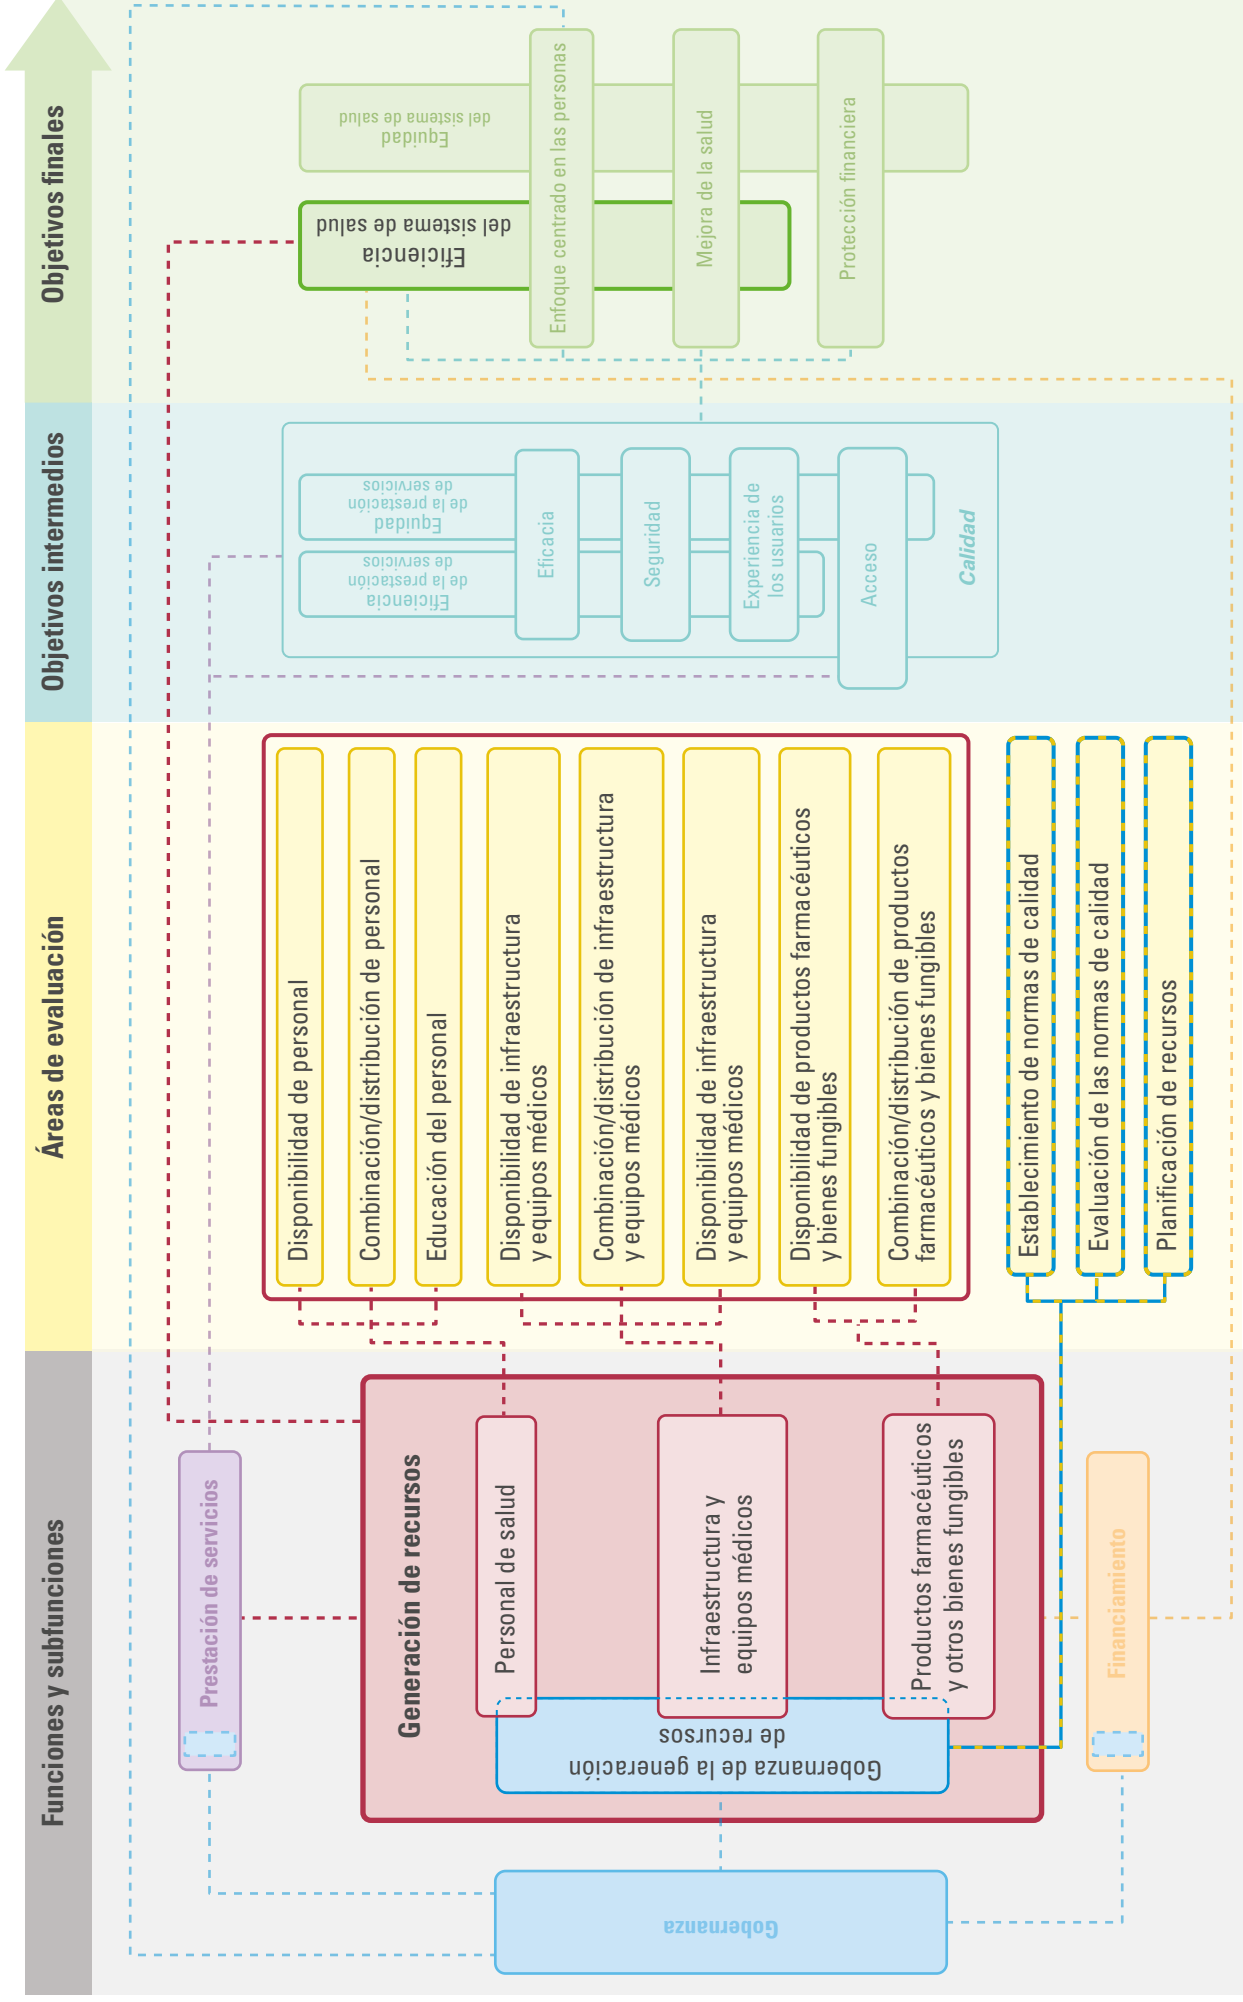 Funciones y subfunciones
Áreas de evaluación
Objetivos intermedios
Objetivos finales
Gobernanza
Prestación de servicios
Generación de recursos
Gobernanza de la generación
de recursos
Personal de salud
Infraestructura y
equipos médicos
Productos farmacéuticos
y otros bienes fungibles
Financiamiento
Disponibilidad de personal
Combinación/distribución de personal
Educación del personal
Disponibilidad de infraestructura
y equipos médicos
Combinación/distribución de infraestructura
y equipos médicos
Disponibilidad de infraestructura
y equipos médicos
Disponibilidad de productos farmacéuticos
y bienes fungibles
Combinación/distribución de productos
farmacéuticos y bienes fungibles
Establecimiento de normas de calidad
Evaluación de las normas de calidad
Planificación de recursos
Eficiencia
de la prestación
de servicios
Equidad
de la prestación
de servicios
Eficacia
Seguridad
Experiencia de
los usuarios
Acceso
Calidad
Eficiencia
del sistema de salud
Equidad
del sistema de salud
Enfoque centrado en las personas
Mejora de la salud
Protección financiera